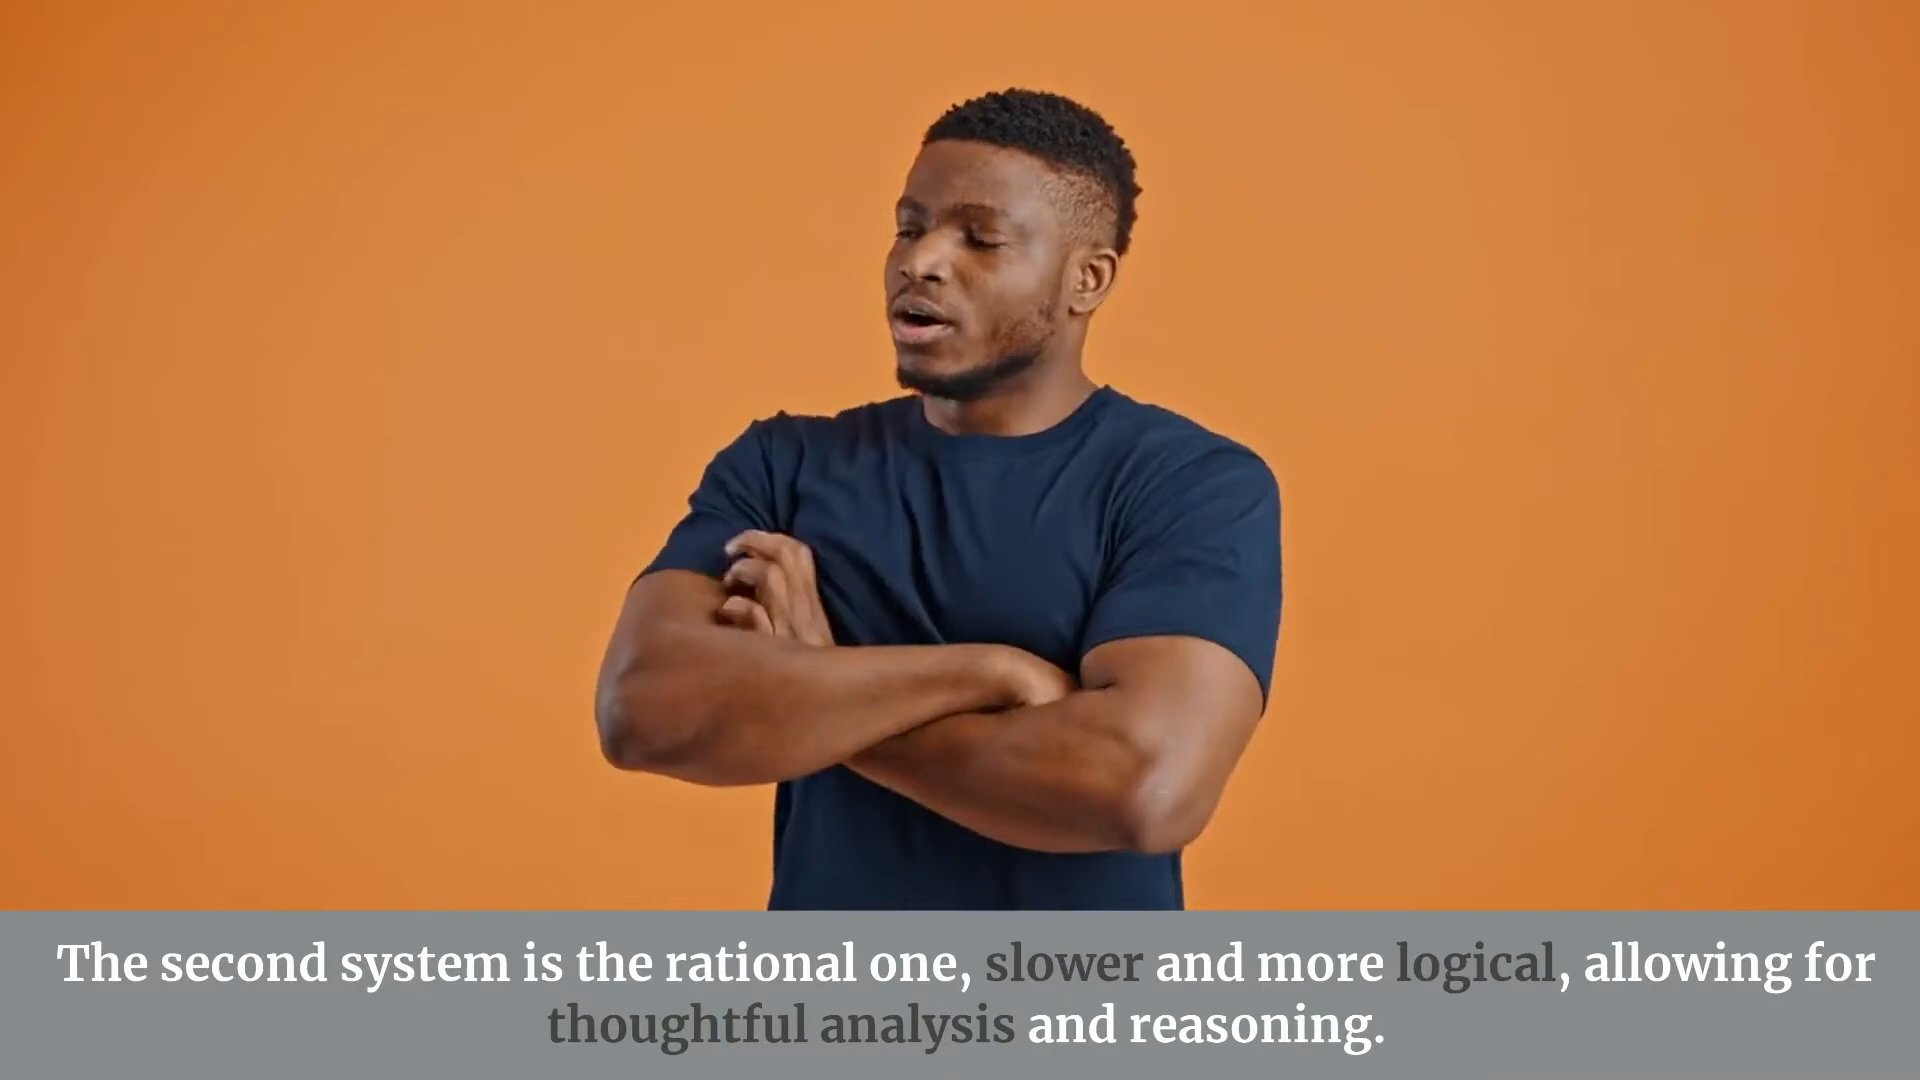 The second system is the rational one, slower and more logical, allowing for
thoughtful analysis and reasoning.